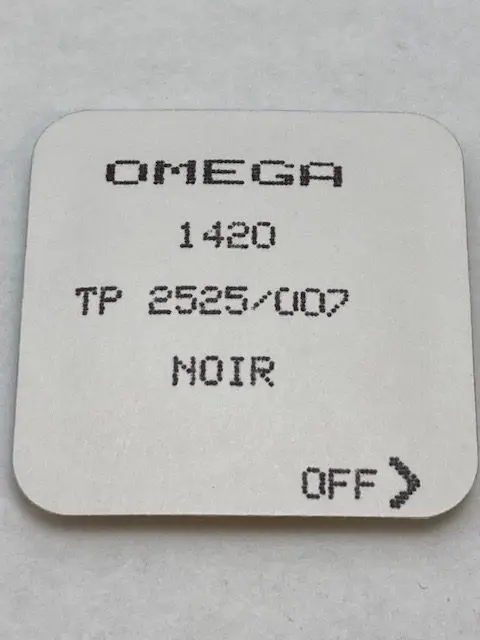 OMEGA
1420
TP 2525/007
NOIR
OFF >